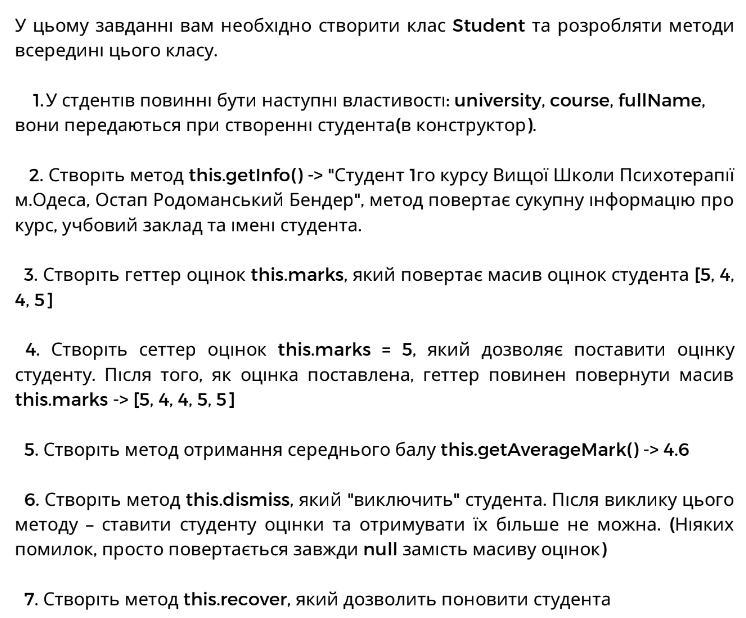 У цьому завданні вам необхідно створити клас Student та розробляти методи
всередині цього класу.
1.У стдентів повинні бути наступні властивості: university, course, fullName,
вони передаються при створенні студента(в конструктор).
2. Створіть метод this.getInfo() -> "Студент 1го курсу Вищої Школи Психотерапії
м.Одеса, Остап Родоманський Бендер", метод повертає сукупну інформацію про
курс, учбовий заклад та імені студента.
3. Створіть геттер оцінок this.marks, який повертає масив оцінок студента [5, 4,
4, 5]
4. Створіть сеттер оцінок this.marks = 5, який дозволяє поставити оцінку
студенту. Після того, як оцінка поставлена, геттер повинен повернути масив
this.marks -> [5, 4, 4, 5, 5]
5. Створіть метод отримання середнього балу this.getAverageMark() -> 4.6
6. Створіть метод this.dismiss, який "виключить" студента. Після виклику цього
методу – ставити студенту оцінки та отримувати їх більше не можна. (Ніяких
помилок, просто повертається завжди null замість масиву оцінок)
7. Створіть метод this.recover, який дозволить поновити студента